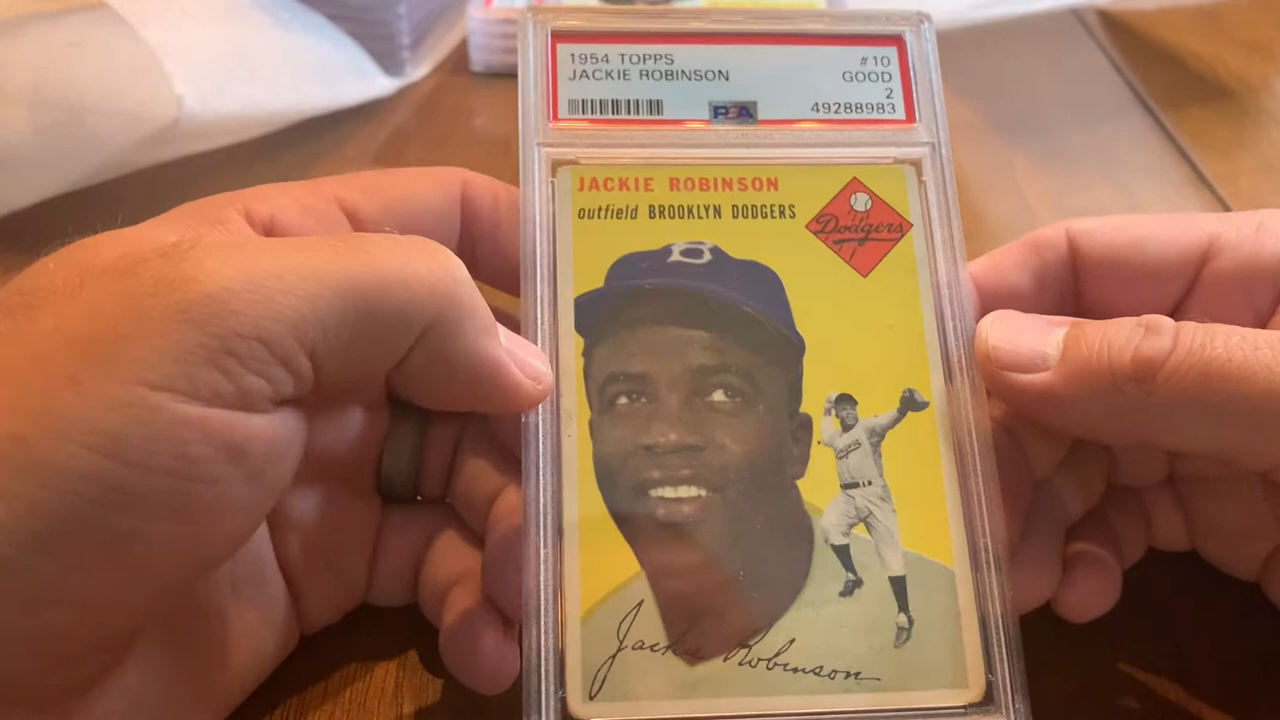 1954 TOPPS #10
JACKIE ROBINSON GOOD
2
PSA 49288983
JACKIE ROBINSON
outfield BROOKLYN DODGERS
Dodgers
B
Jackie Robinson